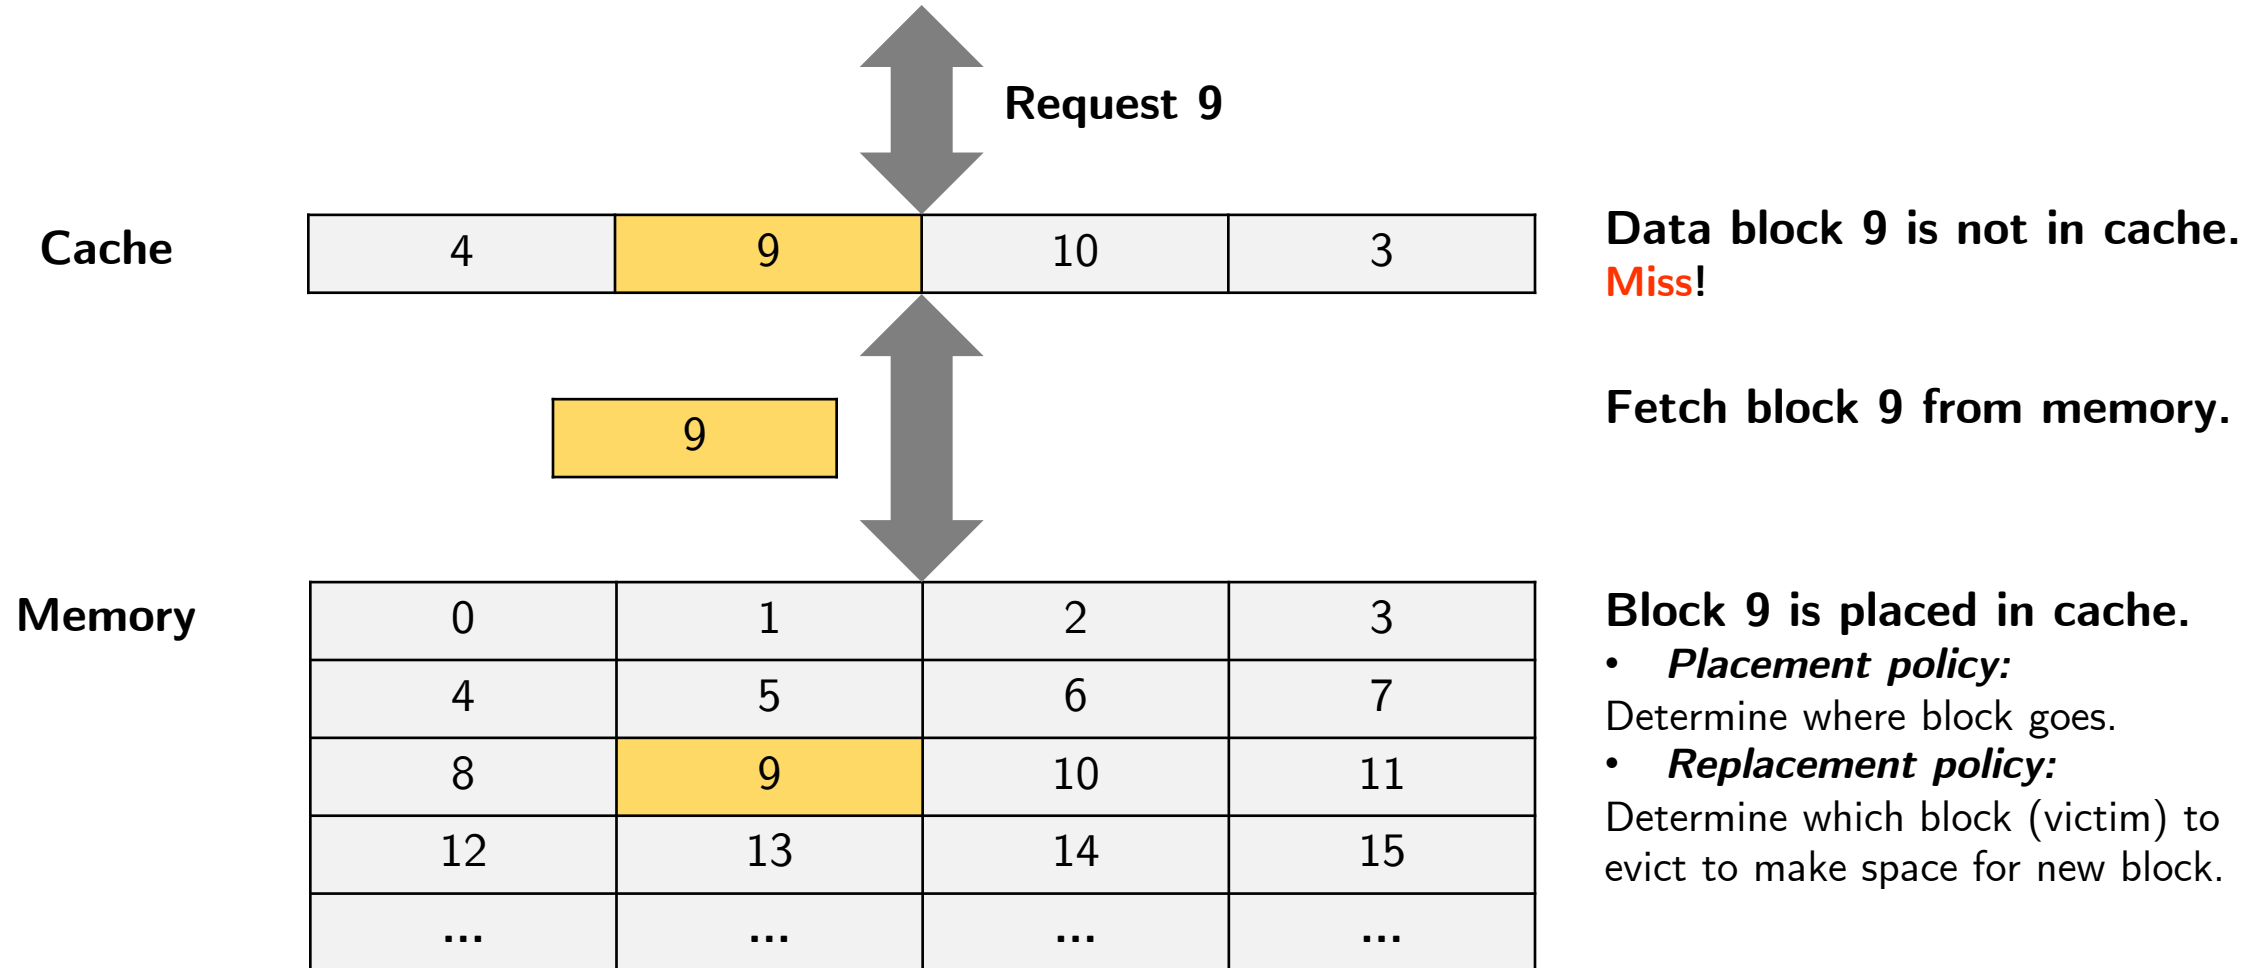 Request 9
Cache
4 9 10 3
Data block 9 is not in cache.
Miss!
9
Fetch block 9 from memory.
Memory
0 1 2 3
4 5 6 7
8 9 10 11
12 13 14 15
... ... ... ...
Block 9 is placed in cache.
• Placement policy:
Determine where block goes.
• Replacement policy:
Determine which block (victim) to
evict to make space for new block.